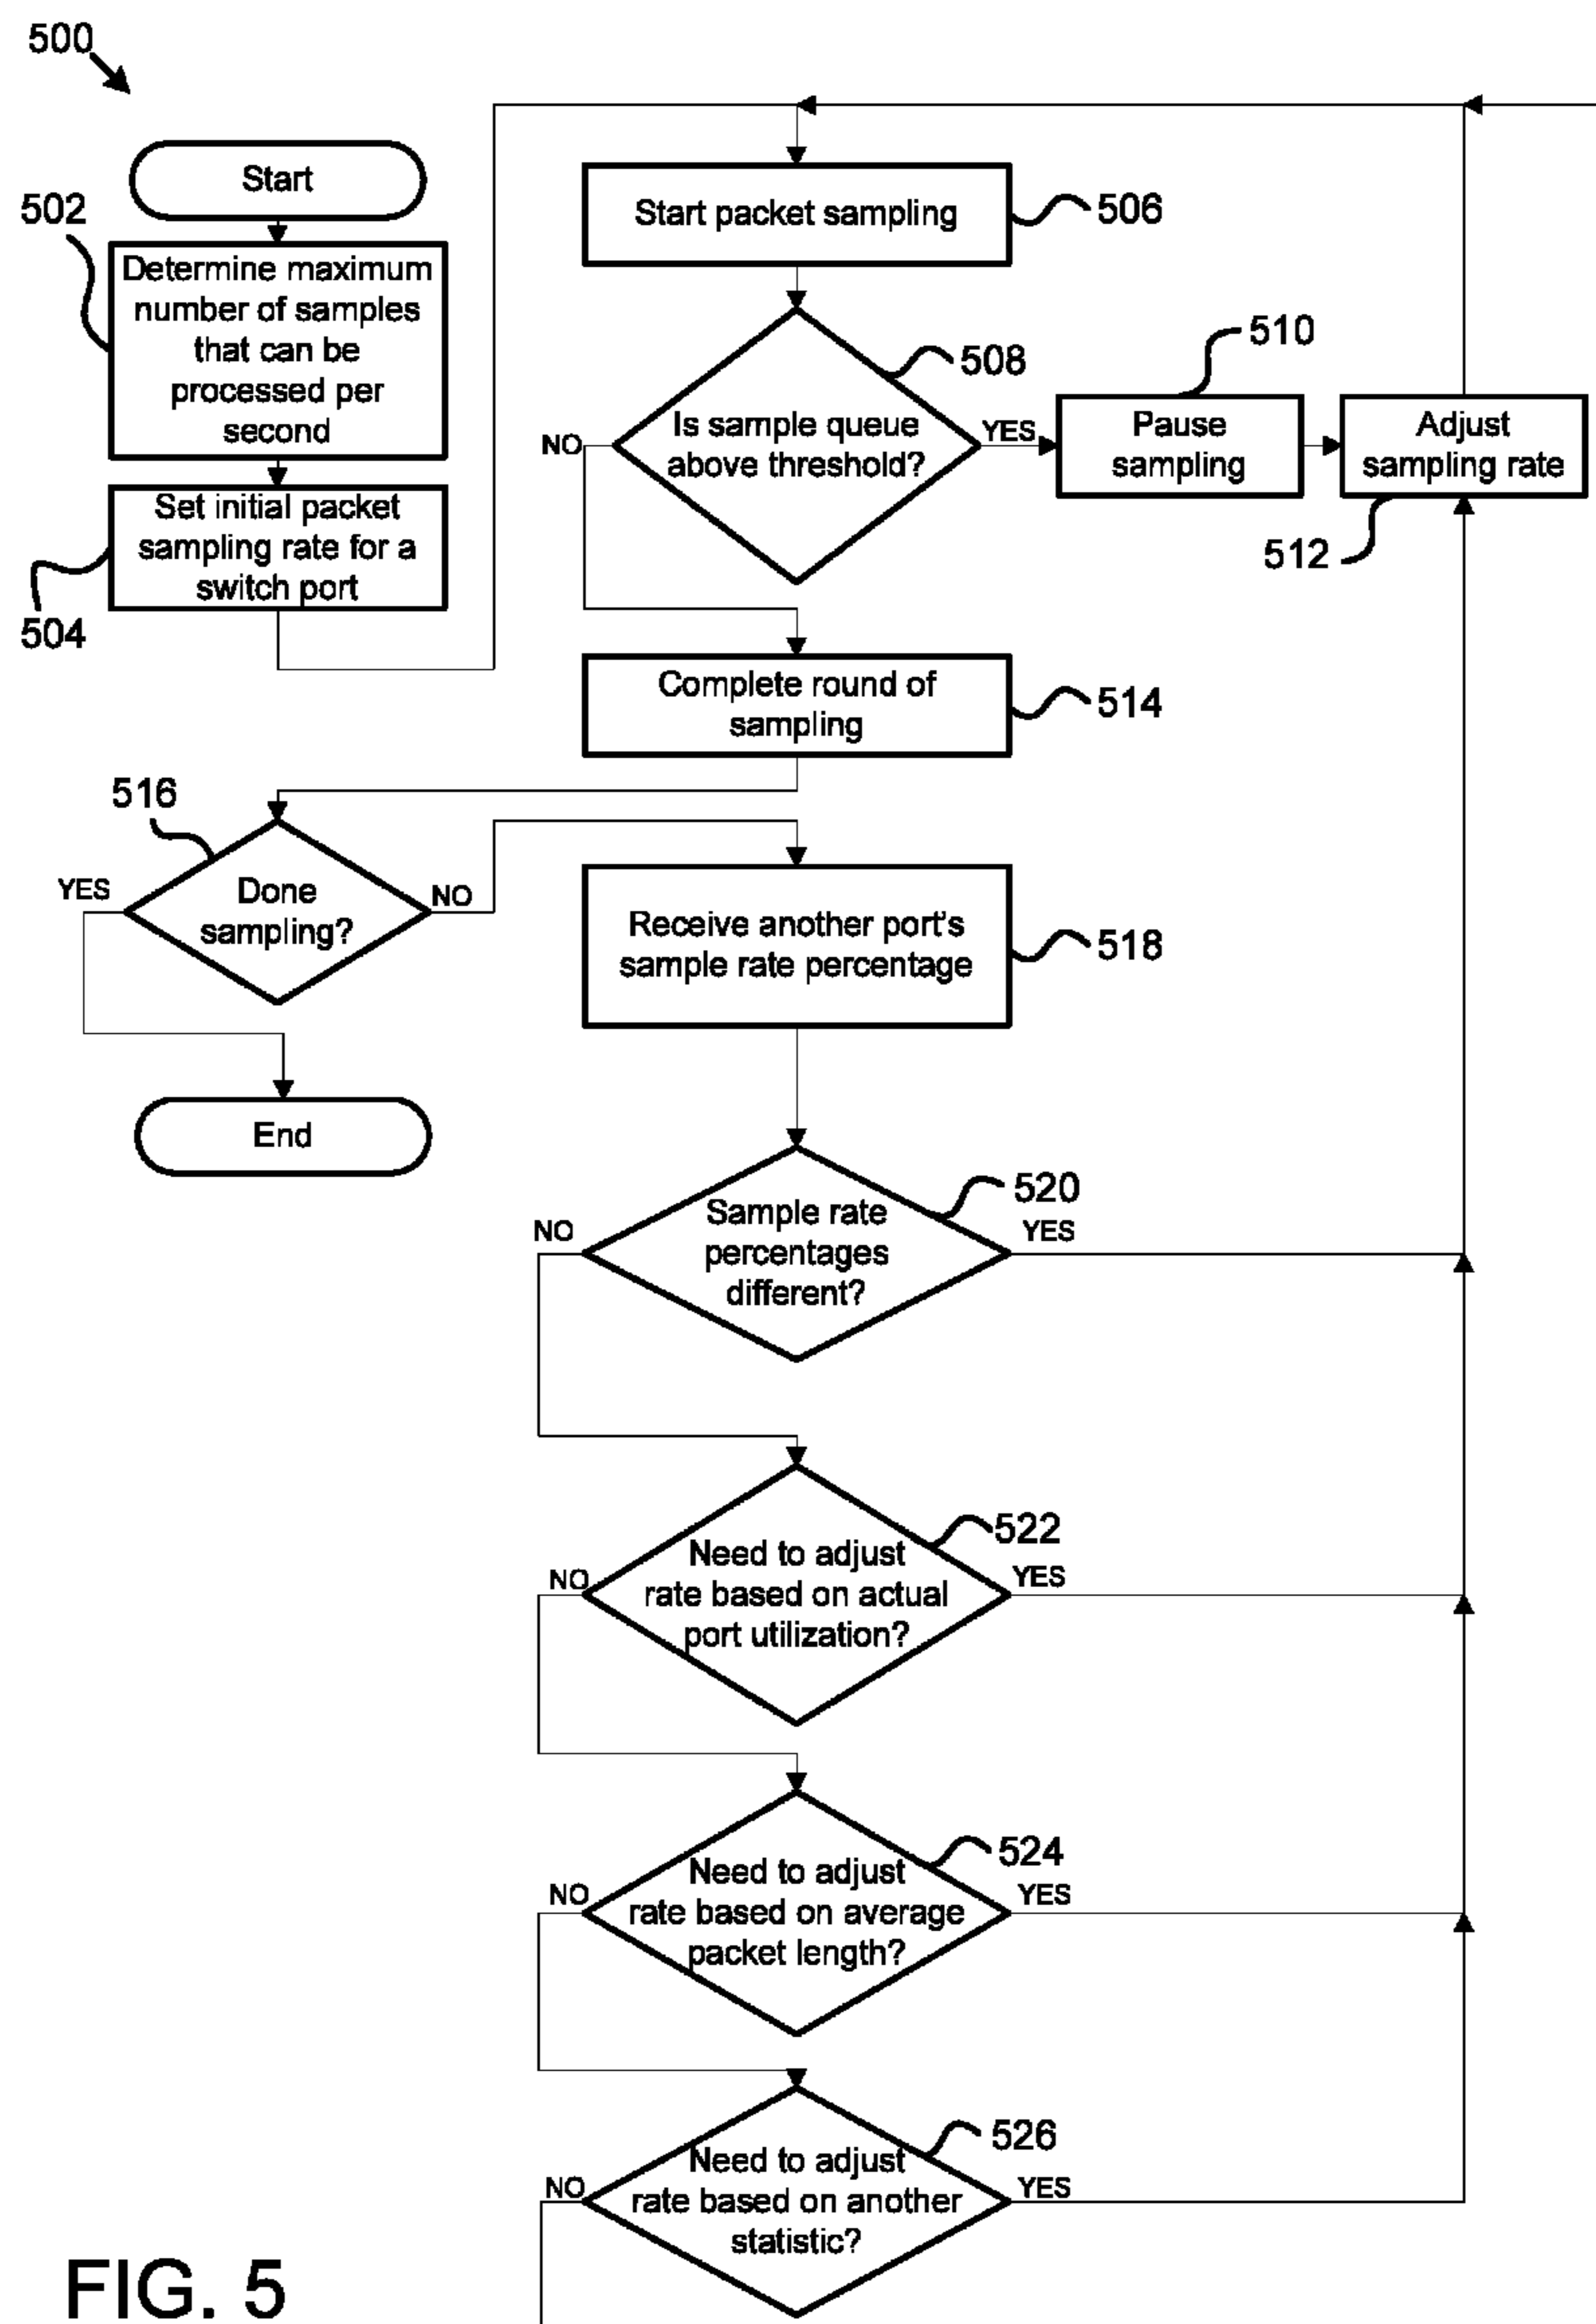 500
Start
502
Determine maximum
number of samples
that can be
processed per
second
Set initial packet
sampling rate for a
switch port
504
Start packet sampling
506
508
Is sample queue
above threshold?
NO
YES
510
Pause
sampling
Adjust
sampling rate
512
Complete round of
sampling
514
516
Done
sampling?
YES
NO
End
Receive another port's
sample rate percentage
518
520
Sample rate
percentages
different?
NO
YES
522
Need to adjust
rate based on actual
port utilization?
NO
YES
524
Need to adjust
rate based on average
packet length?
NO
YES
526
Need to adjust
rate based on another
statistic?
NO
YES
FIG. 5